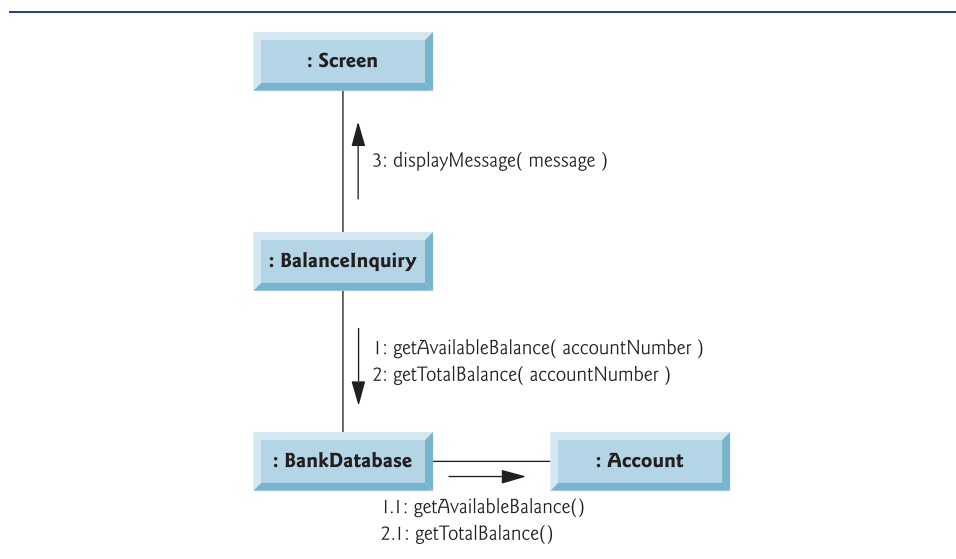 : Screen
3: displayMessage( message )
: BalanceInquiry
1: getAvailableBalance( accountNumber )
2: getTotalBalance( accountNumber )
: BankDatabase
: Account
1.1: getAvailableBalance()
2.1: getTotalBalance()